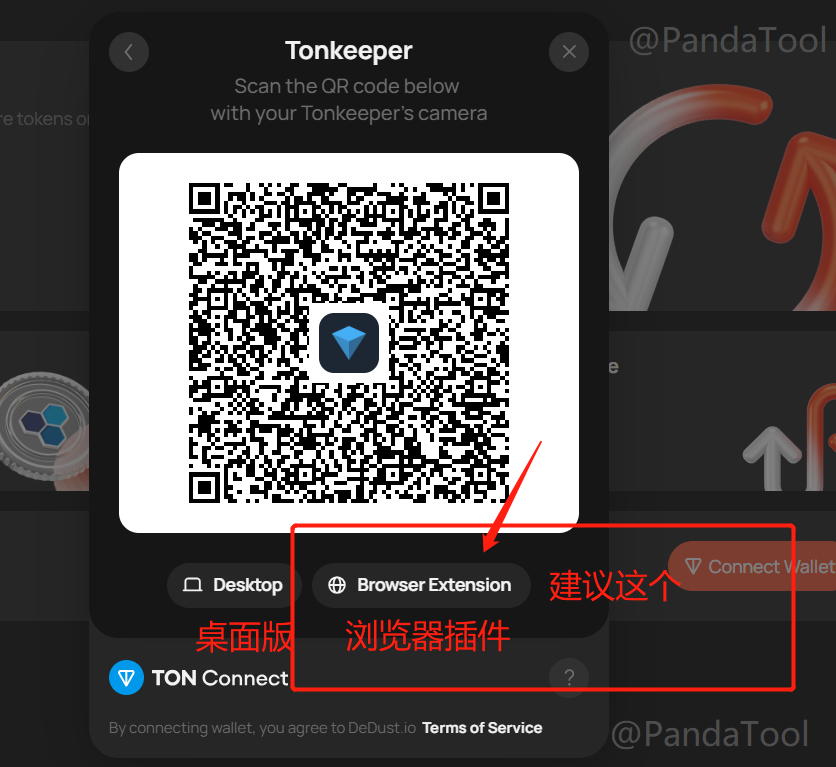 @PandaTool
Tonkeeper
Scan the QR code below
with your Tonkeeper's camera
re tokens or
e
Desktop
Browser Extension
建议这个
Connect Wallet
桌面版
浏览器插件
TON Connect
?
By connecting wallet, you agree to DeDust.io Terms of Service
@PandaTool